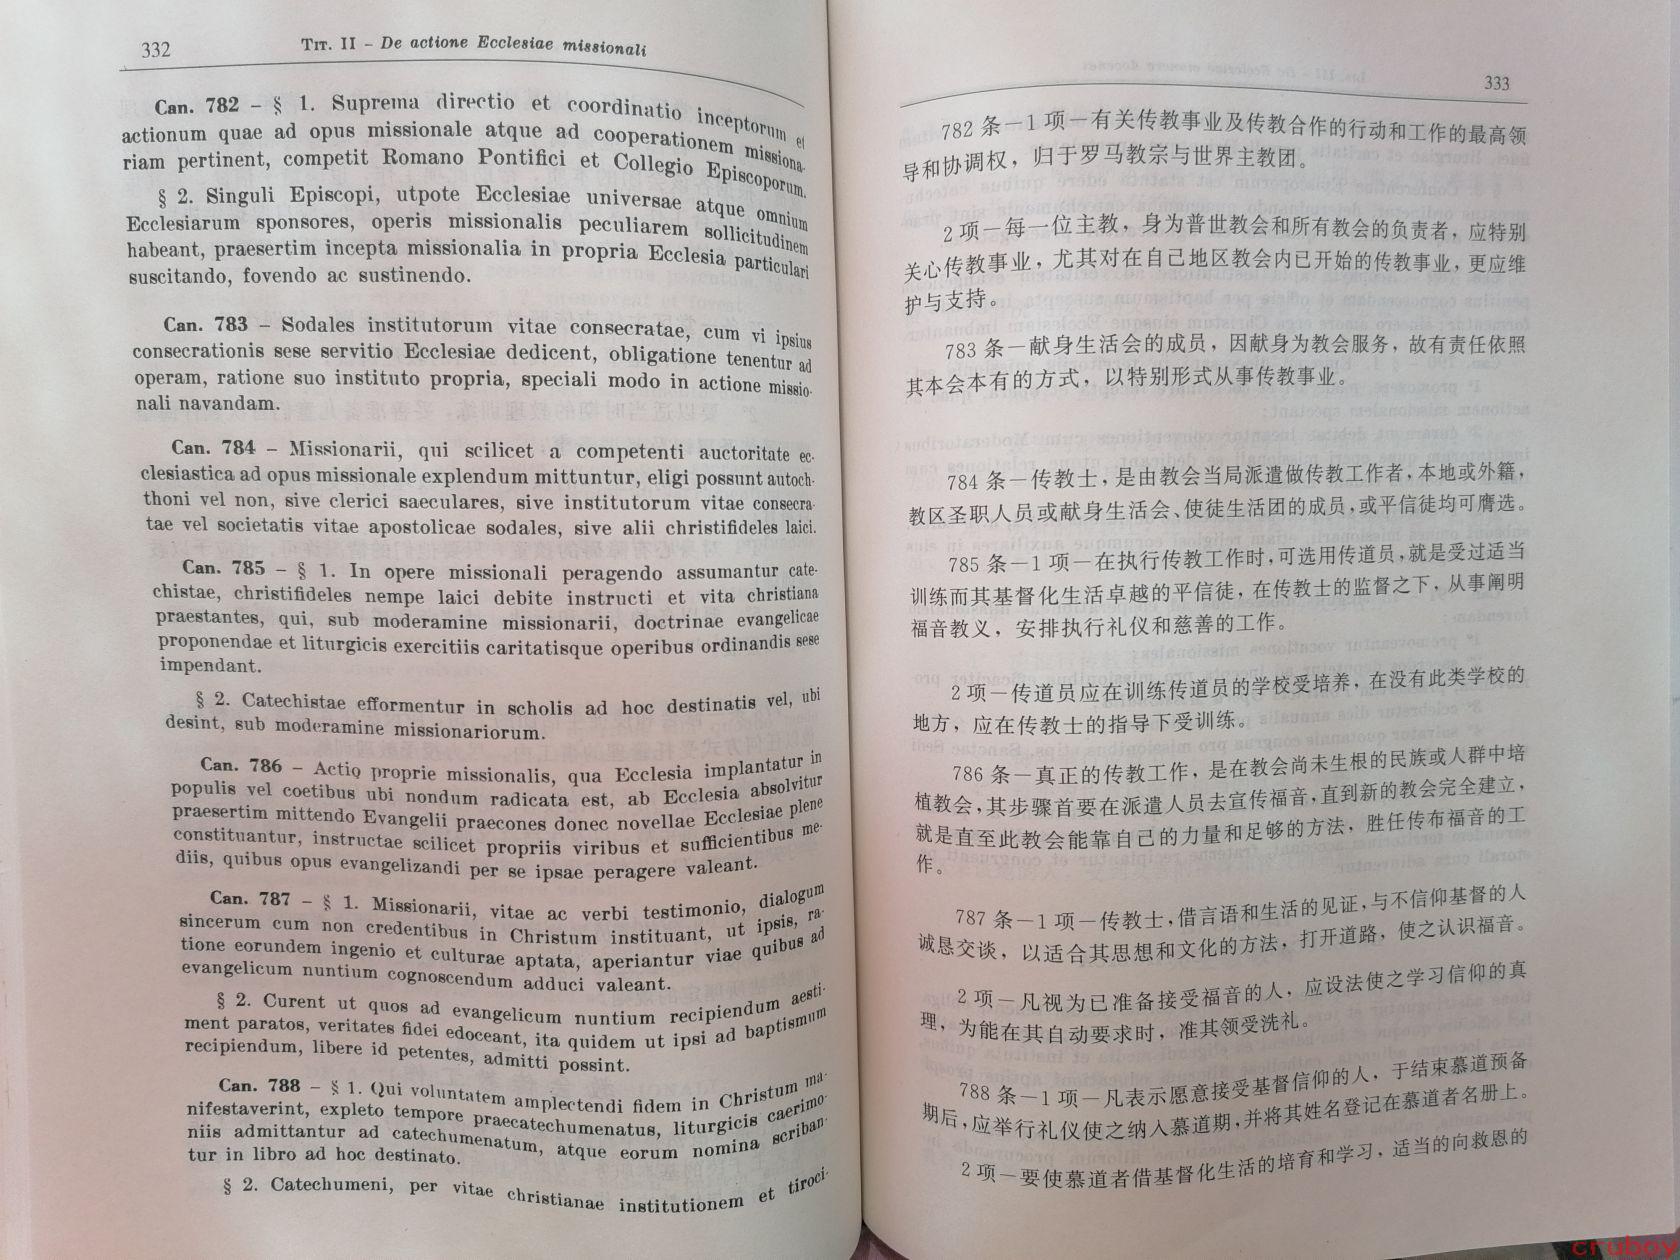 332
TIT. II – De actione Ecclesiae missionali
Can. 782 – § 1. Suprema directio et coordinatio inceptorum et
actionum quae ad opus missionale atque ad cooperationem missiona-
riam pertinent, competit Romano Pontifici et Collegio Episcoporum.
§ 2. Singuli Episcopi, utpote Ecclesiae universae atque omnium
Ecclesiarum sponsores, operis missionalis peculiarem sollicitudinem
habeant, praesertim incepta missionalia in propria Ecclesia particulari
suscitando, fovendo ac sustinendo.
Can. 783 – Sodales institutorum vitae consecratae, cum vi ipsius
consecrationis sese servitio Ecclesiae dedicent, obligatione tenentur ad
operam, ratione suo instituto propria, speciali modo in actione missio-
nali navandam.
Can. 784 – Missionarii, qui scilicet a competenti auctoritate ec-
clesiastica ad opus missionale explendum mittuntur, eligi possunt autoch-
thoni vel non, sive clerici saeculares, sive institutorum vitae consecra-
tae vel societatis vitae apostolicae sodales, sive alii christifideles laici.
Can. 785 – § 1. In opere missionali peragendo assumantur cate-
chistae, christifideles nempe laici debite instructi et vita christiana
praestantes, qui, sub moderamine missionarii, doctrinae evangelicae
proponendae et liturgicis exercitiis caritatisque operibus ordinandis sese
impendant.
§ 2. Catechistae efformentur in scholis ad hoc destinatis vel, ubi
desint, sub moderamine missionariorum.
Can. 786 – Actio proprie missionalis, qua Ecclesia implantatur in
populis vel coetibus ubi nondum radicata est, ab Ecclesia absolvitur
praesertim mittendo Evangelii praecones donec novellae Ecclesiae plene
constituantur, instructae scilicet propriis viribus et sufficientibus me-
diis, quibus opus evangelizandi per se ipsae peragere valeant.
Can. 787 – § 1. Missionarii, vitae ac verbi testimonio, dialogum
sincerum cum non credentibus in Christum instituant, ut ipsis, ra-
tione eorundem ingenio et culturae aptata, aperiantur viae quibus ad
evangelicum nuntium cognoscendum adduci valeant.
§ 2. Curent ut quos ad evangelicum nuntium recipiendum aesti-
ment paratos, veritates fidei edoceant, ita quidem ut ipsi ad baptismum
recipiendum, libere id petentes, admitti possint.
Can. 788 – § 1. Qui voluntatem amplectendi fidem in Christum ma-
nifestaverint, expleto tempore praecatechumenatus, liturgicis caerimo-
niis admittantur ad catechumenatum, atque eorum nomina scriban-
tur in libro ad hoc destinato.
§ 2. Catechumeni, per vitae christianae institutionem et tiroci-
333
782 条－1 项－有关传教事业及传教合作的行动和工作的最高领
导和协调权，归于罗马教宗与世界主教团。
2 项－每一位主教，身为普世教会和所有教会的负责者，应特别
关心传教事业，尤其对在自己地区教会内已开始的传教事业，更应维
护与支持。
783 条－献身生活会的成员，因献身为教会服务，故有责任依照
其本会本有的方式，以特别形式从事传教事业。
784 条－传教士，是由教会当局派遣做传教工作者，本地或外籍，
教区圣职人员或献身生活会、使徒生活团的成员，或平信徒均可膺选。
785 条－1 项－在执行传教工作时，可选用传道员，就是受过适当
训练而其基督化生活卓越的平信徒，在传教士的监督之下，从事阐明
福音教义，安排执行礼仪和慈善的工作。
2 项－传道员应在训练传道员的学校受培养，在没有此类学校的
地方，应在传教士的指导下受训练。
786 条－真正的传教工作，是在教会尚未生根的民族或人群中培
植教会，其步骤首要在派遣人员去宣传福音，直到新的教会完全建立，
就是直至此教会能靠自己的力量和足够的方法，胜任传布福音的工
作。
787 条－1 项－传教士，借言语和生活的见证，与不信仰基督的人
诚恳交谈，以适合其思想和文化的方法，打开道路，使之认识福音。
2 项－凡视为已准备接受福音的人，应设法使之学习信仰的真
理，为能在其自动要求时，准其领受洗礼。
788 条－1 项－凡表示愿意接受基督信仰的人，于结束慕道预备
期后，应举行礼仪使之纳入慕道期，并将其姓名登记在慕道者名册上。
2 项－要使慕道者借基督化生活的培育和学习，适当的向救恩的
cruboy